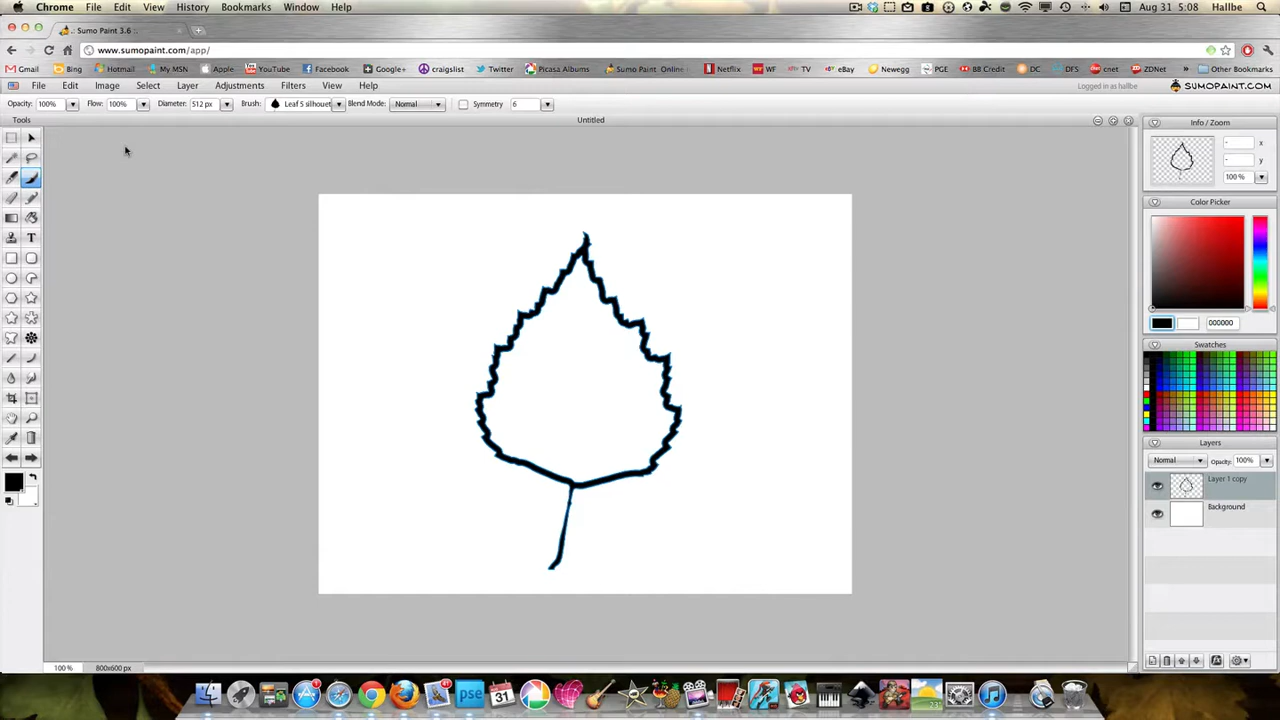 Chrome File Edit View History Bookmarks Window Help Aug 31 5:08 Hallbe
.: Sumo Paint 3.6 :.
www.sumopaint.com/app/
Gmail Bing Hotmail My MSN Apple YouTube Facebook Google+ craigslist Twitter Picasa Albums Sumo Paint Online Netflix WF TV eBay Newegg PGE BB Credit DC DFS cnet ZDNet Other Bookmarks
File Edit Image Select Layer Adjustments Filters View Help Logged in as hallbe SUMOPAINT.COM
Opacity: 100% Flow: 100% Diameter: 512 px Brush: Leaf 5 silhouet Blend Mode: Normal Symmetry 6
Tools Untitled Info / Zoom
- x
- y
100 %
Color Picker
000000
Swatches
Layers
Normal Opacity: 100%
Layer 1 copy
Background
100 % 800x600 px
pse
31